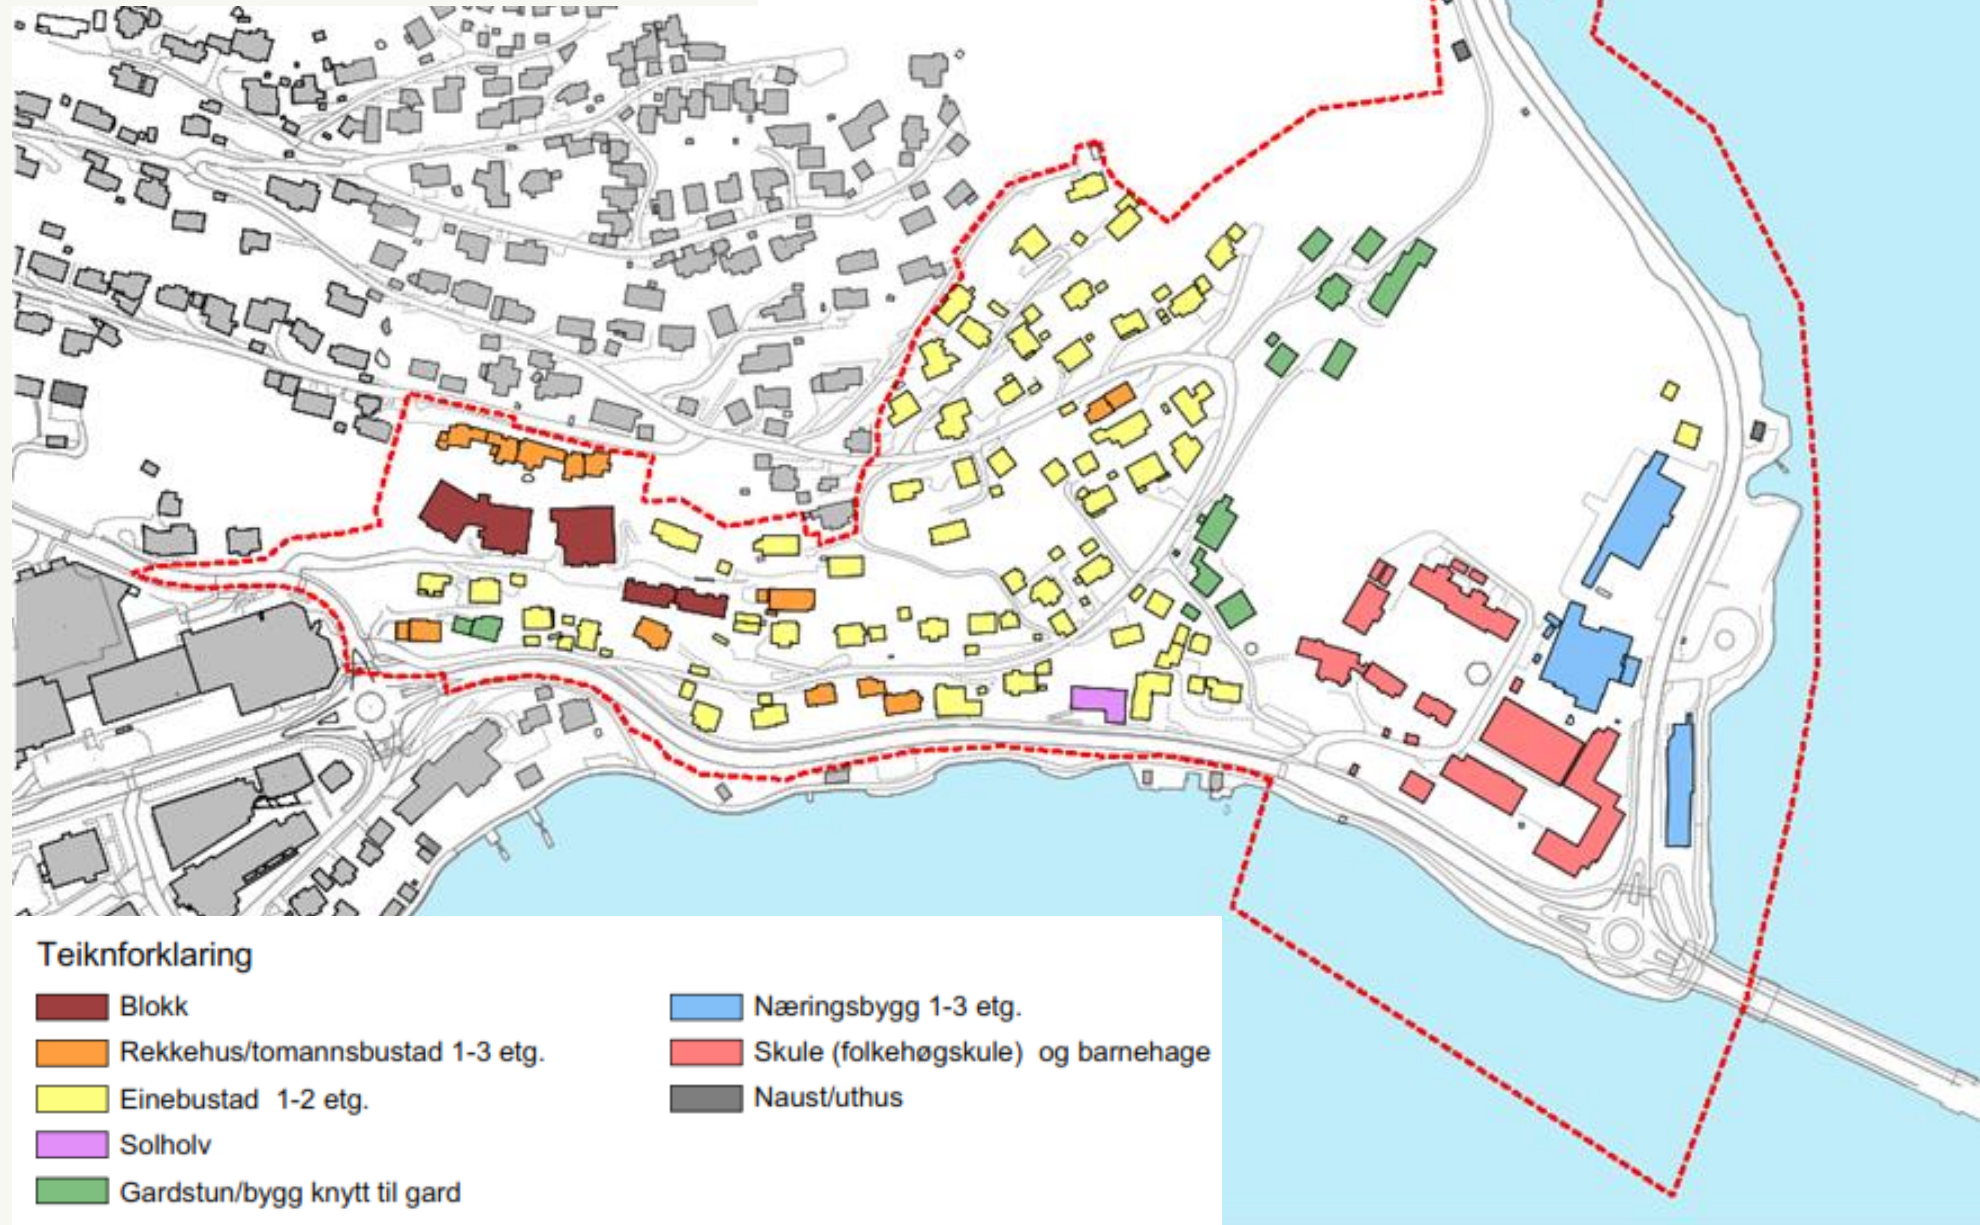 Teiknforklaring
Blokk
Rekkehus/tomannsbustad 1-3 etg.
Einebustad 1-2 etg.
Solholv
Gardstun/bygg knytt til gard
Næringsbygg 1-3 etg.
Skule (folkehøgskule) og barnehage
Naust/uthus